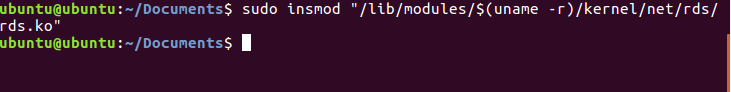 ubuntu@ubuntu:~/Documents$ sudo insmod "/lib/modules/$(uname -r)/kernel/net/rds/
rds.ko"
ubuntu@ubuntu:~/Documents$